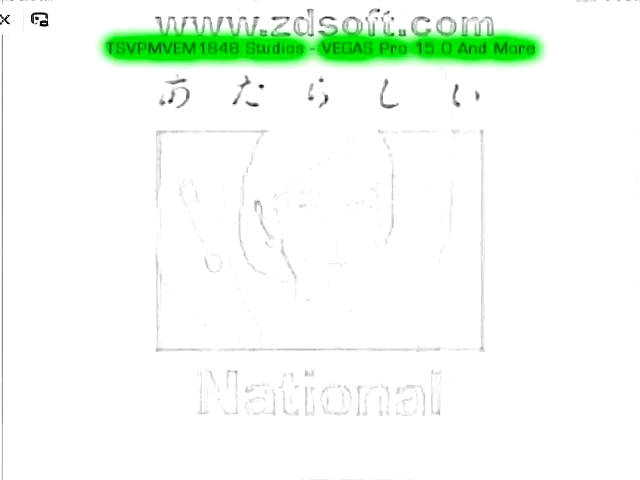 www.zdsoft.com
TSVPMVEM1848 Studios - VEGAS Pro 15.0 And More
あたらしい
National